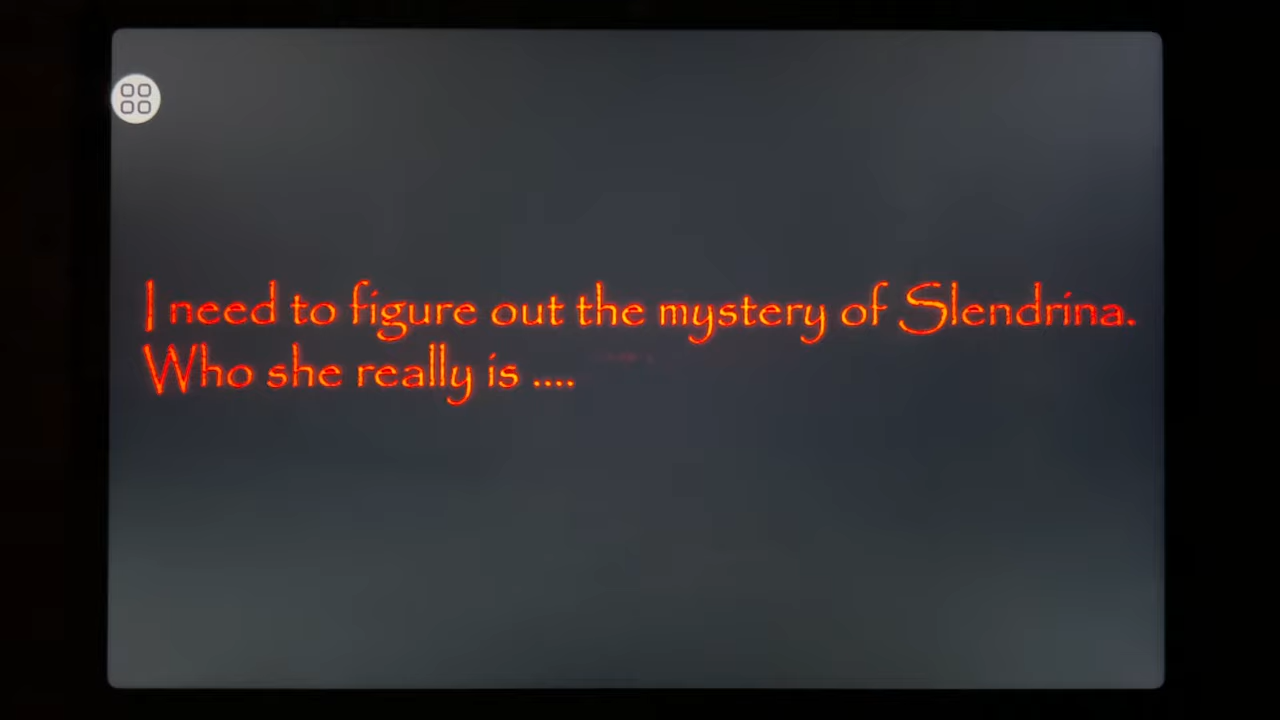 I need to figure out the mystery of Slendrina.
Who she really is ....